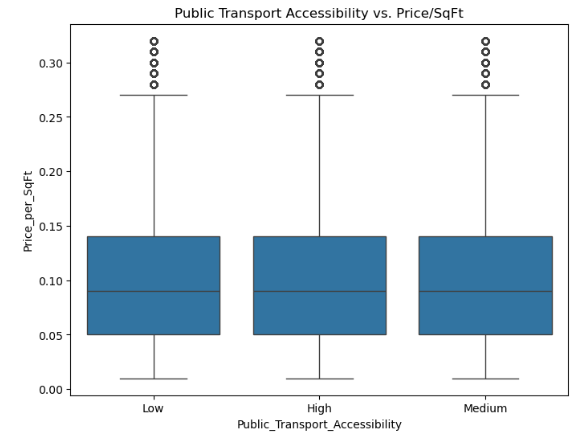 Public Transport Accessibility vs. Price/SqFt
Price_per_SqFt
0.30
0.25
0.20
0.15
0.10
0.05
0.00
Low High Medium
Public_Transport_Accessibility